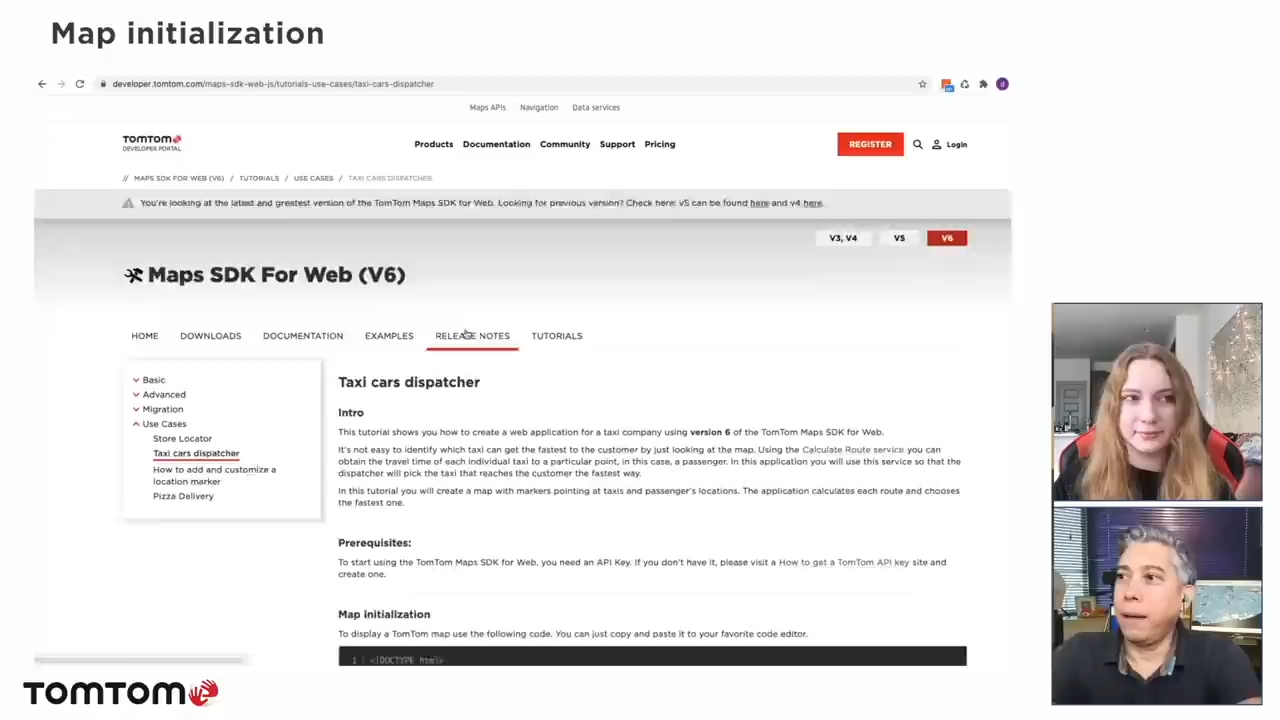 Map initialization
developer.tomtom.com/maps-sdk-web-js/tutorials-use-cases/taxi-cars-dispatcher
Maps APIs Navigation Data services
TOMTOM
DEVELOPER PORTAL
Products Documentation Community Support Pricing
REGISTER
Login
// MAPS SDK FOR WEB (V6) / TUTORIALS / USE CASES / TAXI CARS DISPATCHER
You're looking at the latest and greatest version of the TomTom Maps SDK for Web. Looking for previous version? Check here: v5 can be found here and v4 here.
V3, V4 V5 V6
Maps SDK For Web (V6)
HOME DOWNLOADS DOCUMENTATION EXAMPLES RELEASE NOTES TUTORIALS
Basic
Advanced
Migration
Use Cases
Store Locator
Taxi cars dispatcher
How to add and customize a
location marker
Pizza Delivery
Taxi cars dispatcher
Intro
This tutorial shows you how to create a web application for a taxi company using version 6 of the TomTom Maps SDK for Web.
It's not easy to identify which taxi can get the fastest to the customer by just looking at the map. Using the Calculate Route service you can
obtain the travel time of each individual taxi to a particular point, in this case, a passenger. In this application you will use this service so that the
dispatcher will pick the taxi that reaches the customer the fastest way.
In this tutorial you will create a map with markers pointing at taxis and passenger's locations. The application calculates each route and chooses
the fastest one.
Prerequisites:
To start using the TomTom Maps SDK for Web, you need an API Key. If you don't have it, please visit a How to get a TomTom API key site and
create one.
Map initialization
To display a TomTom map use the following code. You can just copy and paste it to your favorite code editor.
1 <!DOCTYPE html>
TOMTOM